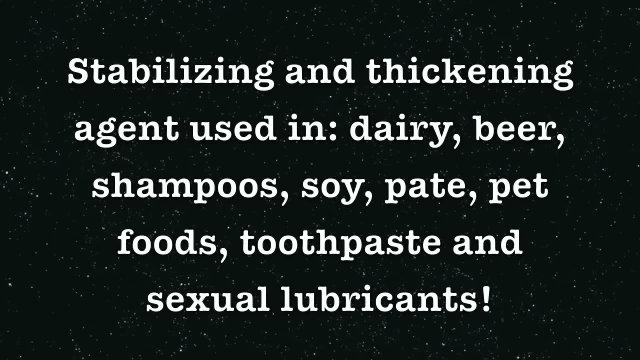 Stabilizing and thickening
agent used in: dairy, beer,
shampoos, soy, pate, pet
foods, toothpaste and
sexual lubricants!